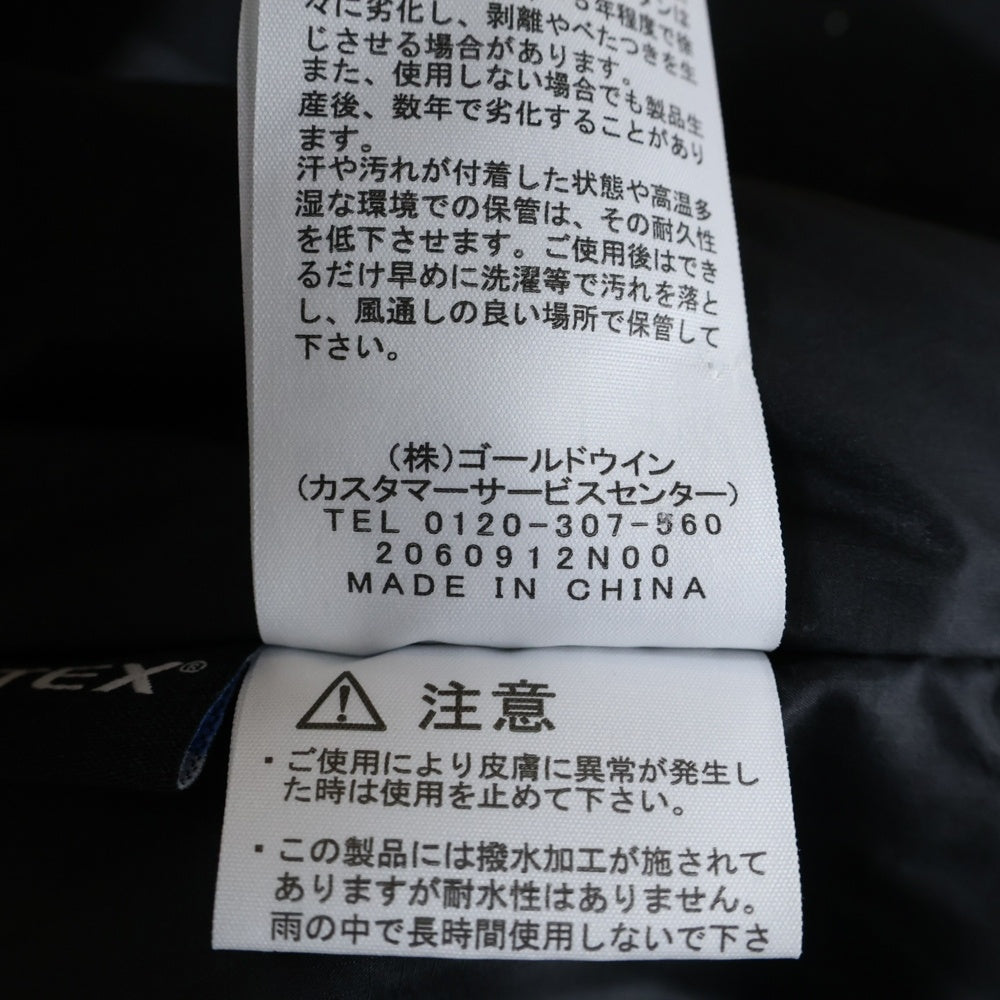 ンは
5年程度で徐
々に劣化し、剥離やべたつきを生
じさせる場合があります。
また、使用しない場合でも製品生
産後、数年で劣化することがあり
ます。
汗や汚れが付着した状態や高温多
湿な環境での保管は、その耐久性
を低下させます。ご使用後はでき
るだけ早めに洗濯等で汚れを落と
し、風通しの良い場所で保管して
下さい。
(株)ゴールドウイン
(カスタマーサービスセンター)
TEL 0120-307-560
2060912N00
MADE IN CHINA
TEX®
注意
・ご使用により皮膚に異常が発生し
た時は使用を止めて下さい。
・この製品には撥水加工が施されて
ありますが耐水性はありません。
雨の中で長時間使用しないで下さ